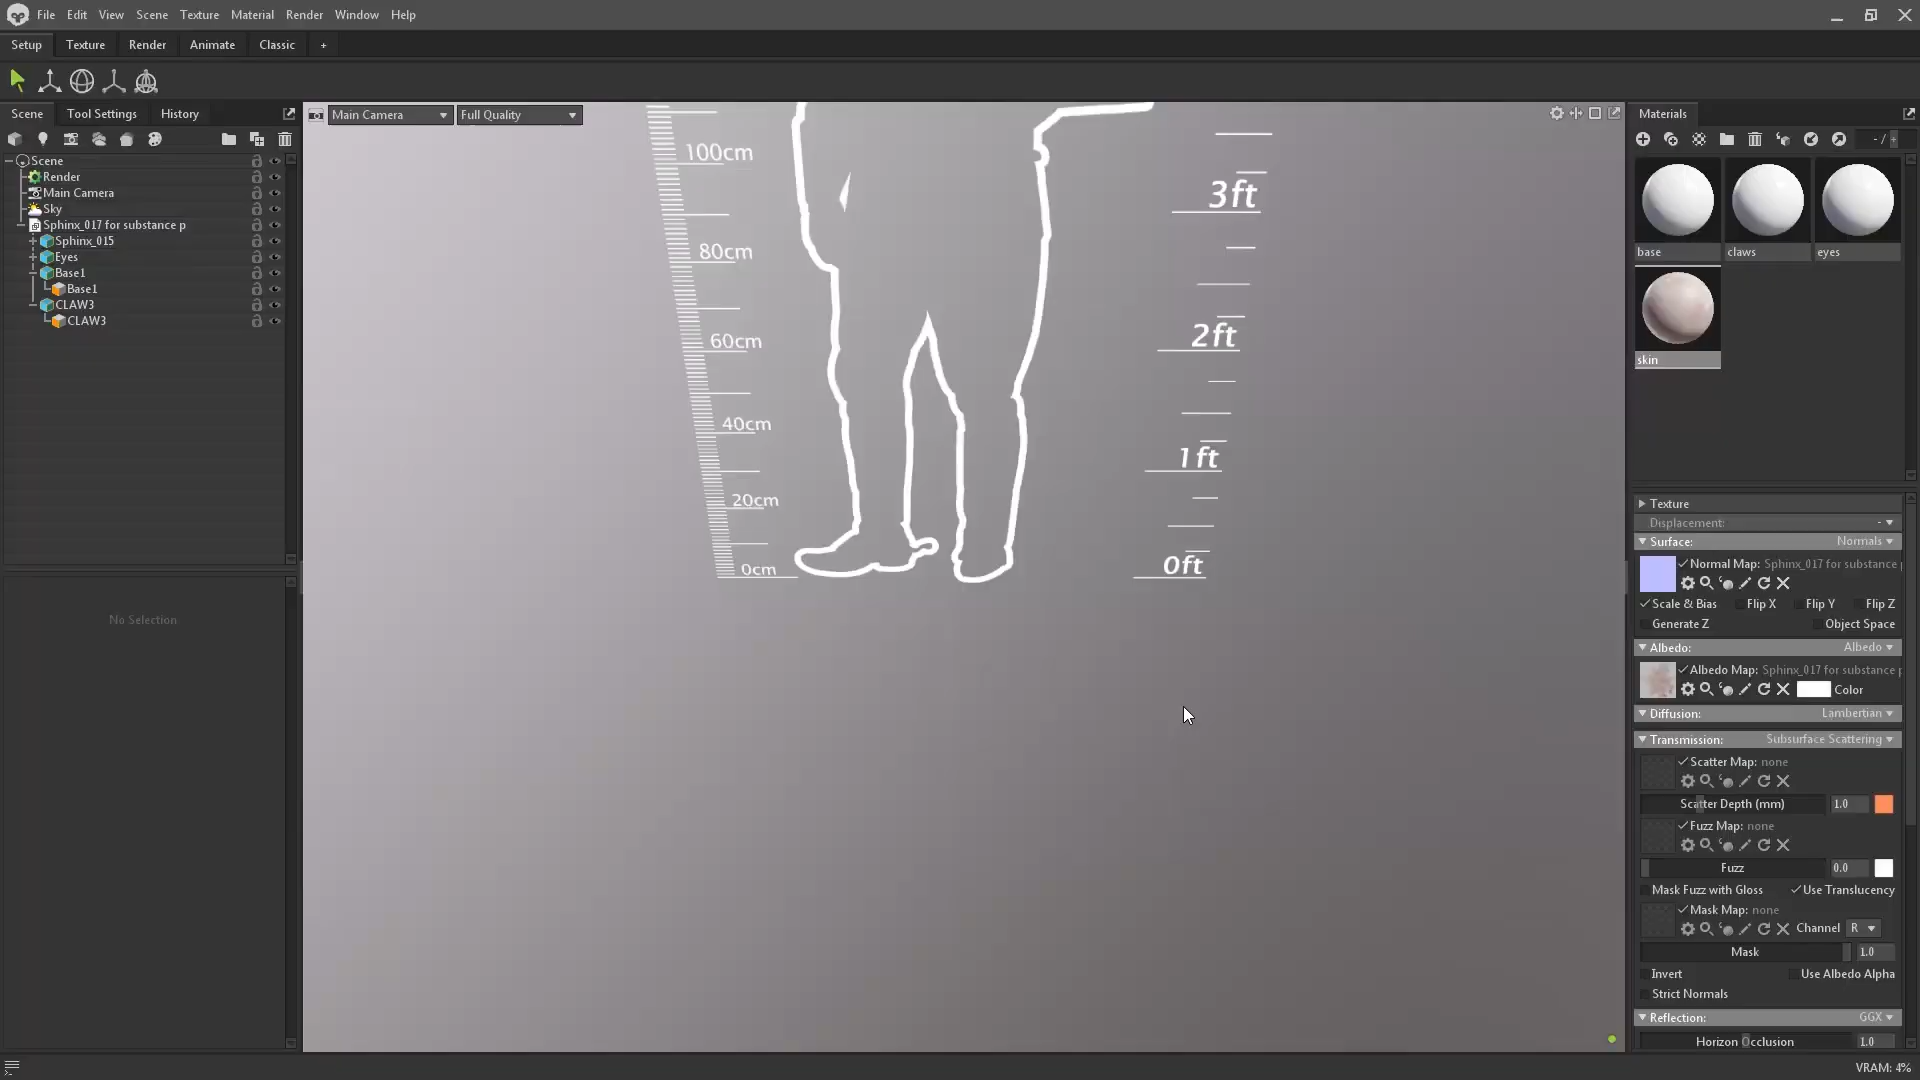 File Edit View Scene Texture Material Render Window Help
Setup Texture Render Animate Classic +
Scene Tool Settings History
Main Camera Full Quality
Materials
- / +
Scene
Render
Main Camera
Sky
Sphinx_017 for substance p
Sphinx_015
Eyes
Base1
Base1
CLAW3
CLAW3
No Selection
100cm
80cm
60cm
40cm
20cm
0cm
3ft
2ft
1ft
0ft
base claws eyes
skin
Texture
Displacement: -
Surface: Normals
Normal Map: Sphinx_017 for substance p
Scale & Bias Flip X Flip Y Flip Z
Generate Z Object Space
Albedo: Albedo
Albedo Map: Sphinx_017 for substance p
Color
Diffusion: Lambertian
Transmission: Subsurface Scattering
Scatter Map: none
Scatter Depth (mm) 1.0
Fuzz Map: none
Fuzz 0.0
Mask Fuzz with Gloss Use Translucency
Mask Map: none
Channel R
Mask 1.0
Invert Use Albedo Alpha
Strict Normals
Reflection: GGX
Horizon Occlusion 1.0
VRAM: 4%